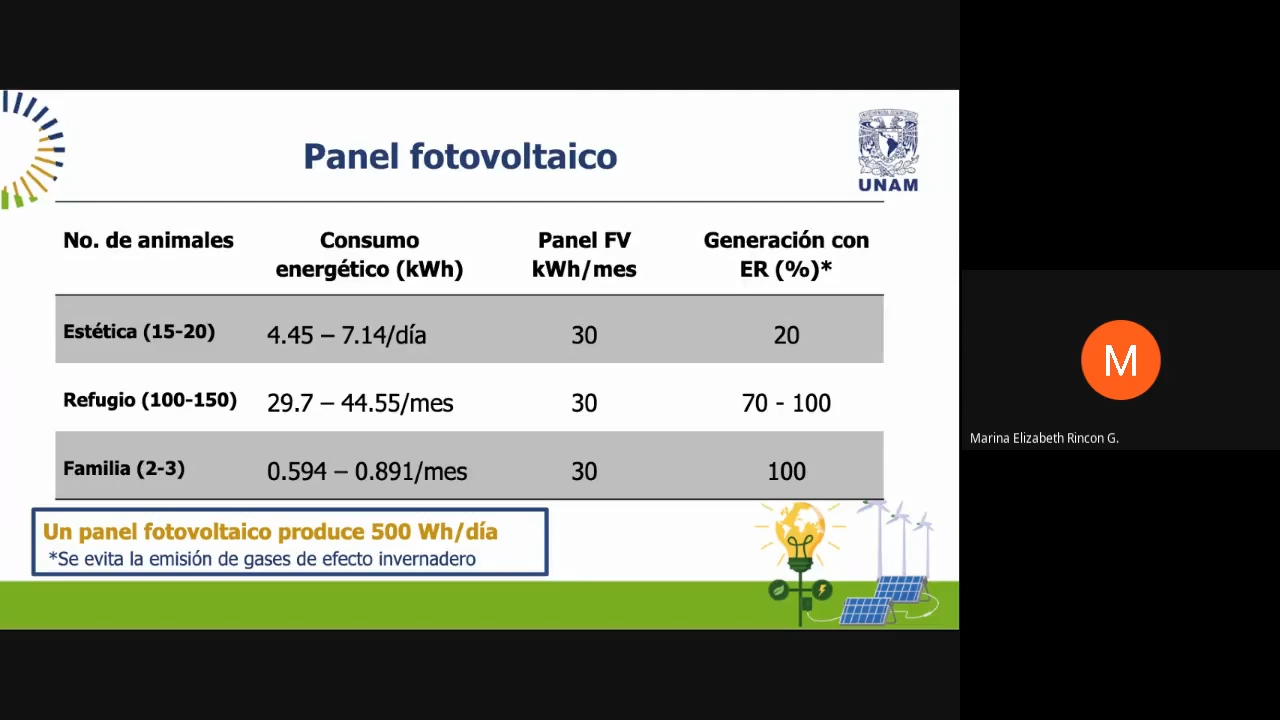 Panel fotovoltaico
UNAM
No. de animales
Consumo
energético (kWh)
Panel FV
kWh/mes
Generación con
ER (%)*
Estética (15-20)
4.45 – 7.14/día
30
20
Refugio (100-150)
29.7 – 44.55/mes
30
70 - 100
Familia (2-3)
0.594 – 0.891/mes
30
100
Un panel fotovoltaico produce 500 Wh/día
*Se evita la emisión de gases de efecto invernadero
M
Marina Elizabeth Rincon G.